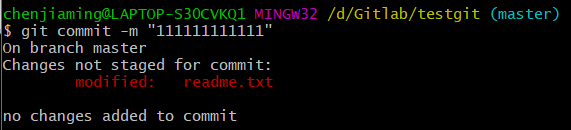 chenjiaming@LAPTOP-S3OCVKQ1 MINGW32 /d/Gitlab/testgit (master)
$ git commit -m "111111111111"
On branch master
Changes not staged for commit:
        modified:   readme.txt

no changes added to commit